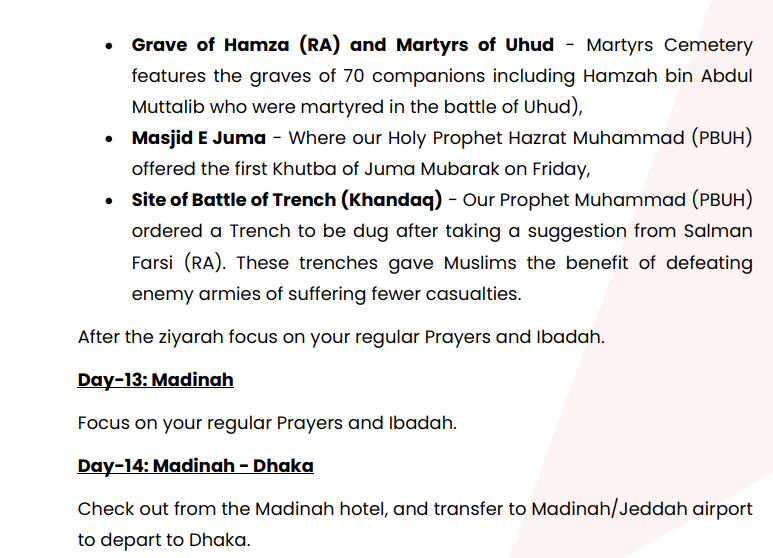 • Grave of Hamza (RA) and Martyrs of Uhud - Martyrs Cemetery
features the graves of 70 companions including Hamzah bin Abdul
Muttalib who were martyred in the battle of Uhud),
• Masjid E Juma - Where our Holy Prophet Hazrat Muhammad (PBUH)
offered the first Khutba of Juma Mubarak on Friday,
• Site of Battle of Trench (Khandaq) - Our Prophet Muhammad (PBUH)
ordered a Trench to be dug after taking a suggestion from Salman
Farsi (RA). These trenches gave Muslims the benefit of defeating
enemy armies of suffering fewer casualties.
After the ziyarah focus on your regular Prayers and Ibadah.
Day-13: Madinah
Focus on your regular Prayers and Ibadah.
Day-14: Madinah - Dhaka
Check out from the Madinah hotel, and transfer to Madinah/Jeddah airport
to depart to Dhaka.